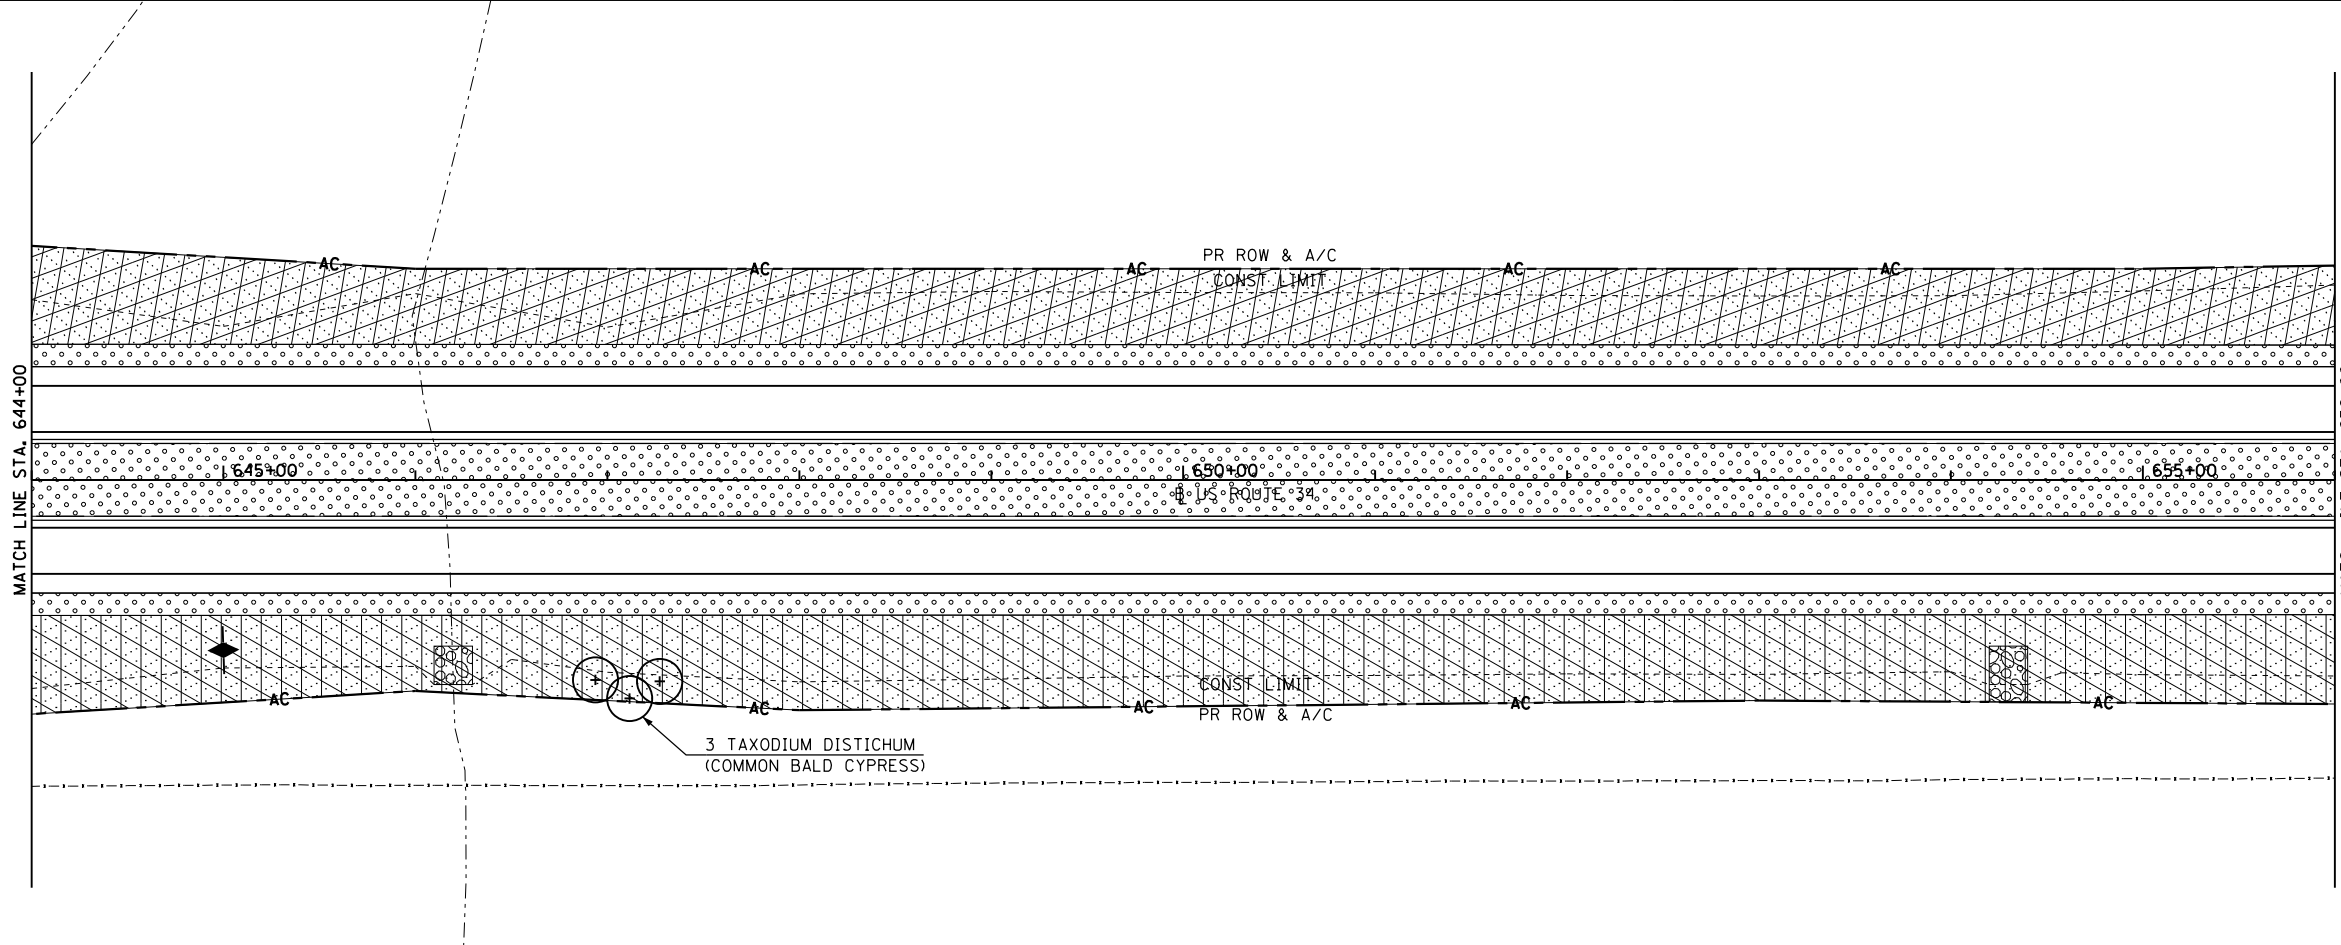 AC
AC
AC
AC
AC
PR ROW & A/C
CONST LIMIT
MATCH LINE STA. 644+00
645+00
650+00
655+00
US ROUTE 34
CONST LIMIT
PR ROW & A/C
AC
AC
AC
AC
AC
3 TAXODIUM DISTICHUM
(COMMON BALD CYPRESS)